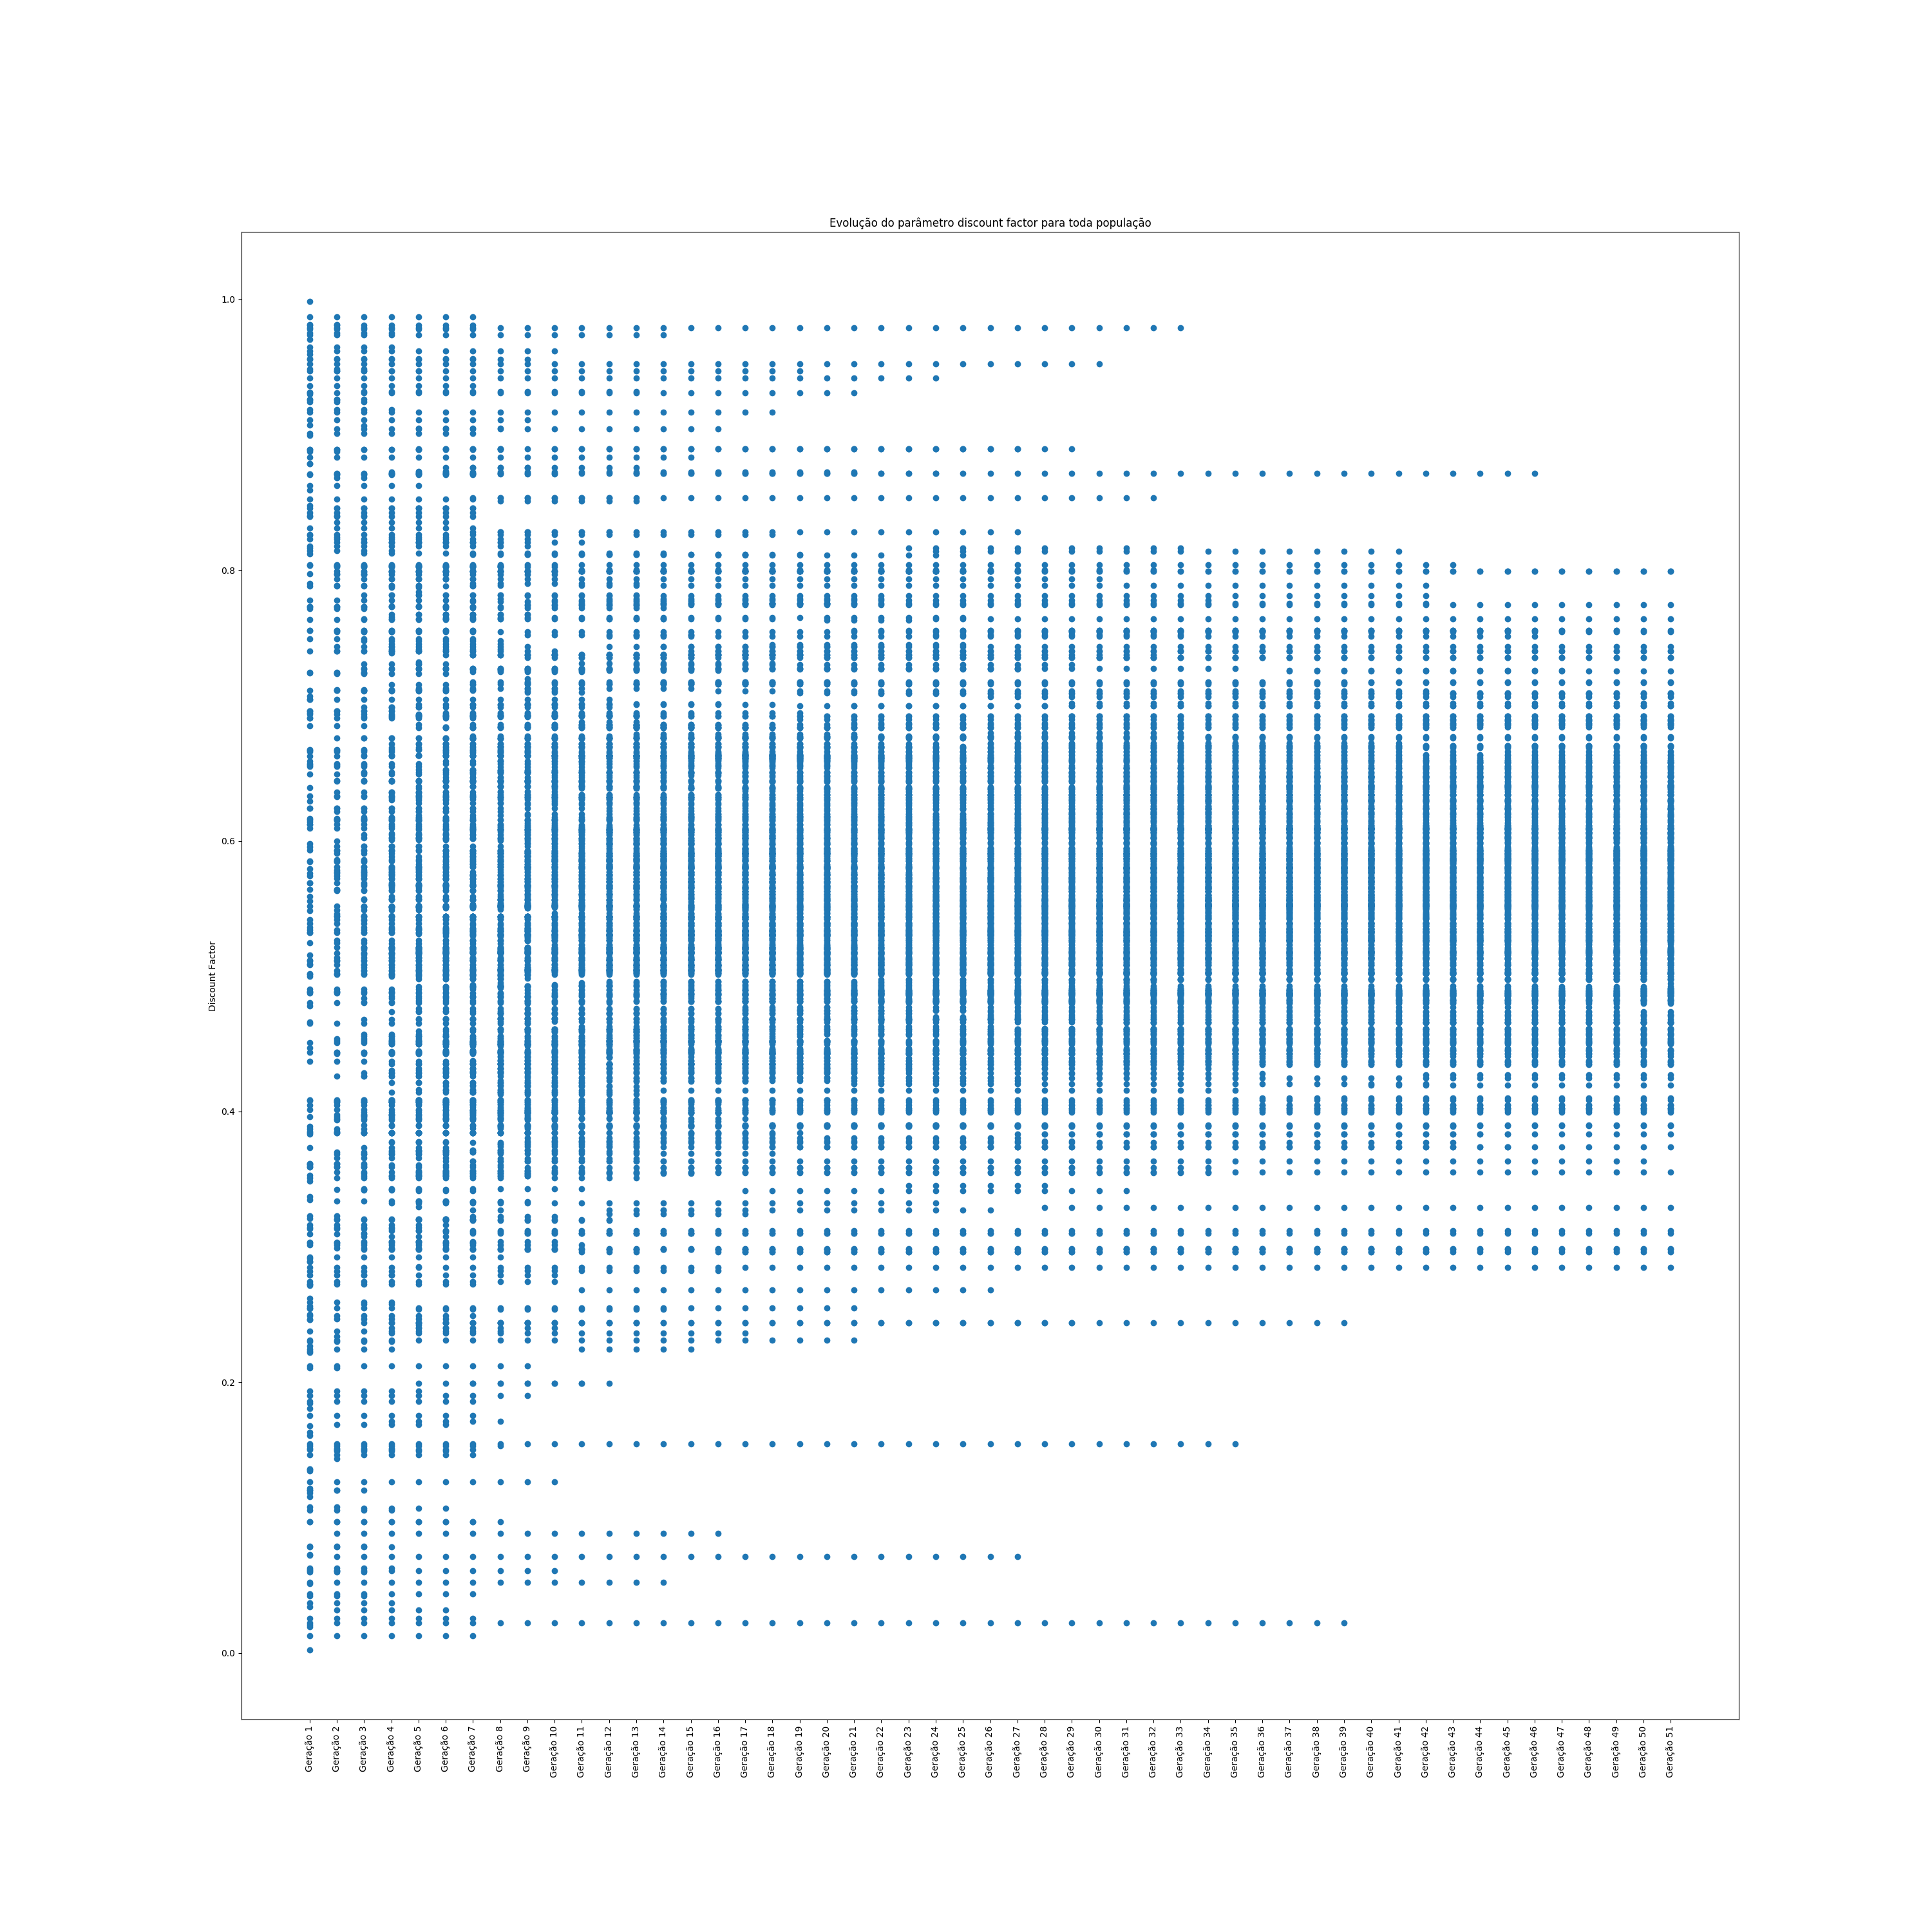 Evolução do parâmetro discount factor para toda população
1.0
0.8
0.6
0.4
0.2
0.0
Discount Factor
Geração 1
Geração 2
Geração 3
Geração 4
Geração 5
Geração 6
Geração 7
Geração 8
Geração 9
Geração 10
Geração 11
Geração 12
Geração 13
Geração 14
Geração 15
Geração 16
Geração 17
Geração 18
Geração 19
Geração 20
Geração 21
Geração 22
Geração 23
Geração 24
Geração 25
Geração 26
Geração 27
Geração 28
Geração 29
Geração 30
Geração 31
Geração 32
Geração 33
Geração 34
Geração 35
Geração 36
Geração 37
Geração 38
Geração 39
Geração 40
Geração 41
Geração 42
Geração 43
Geração 44
Geração 45
Geração 46
Geração 47
Geração 48
Geração 49
Geração 50
Geração 51